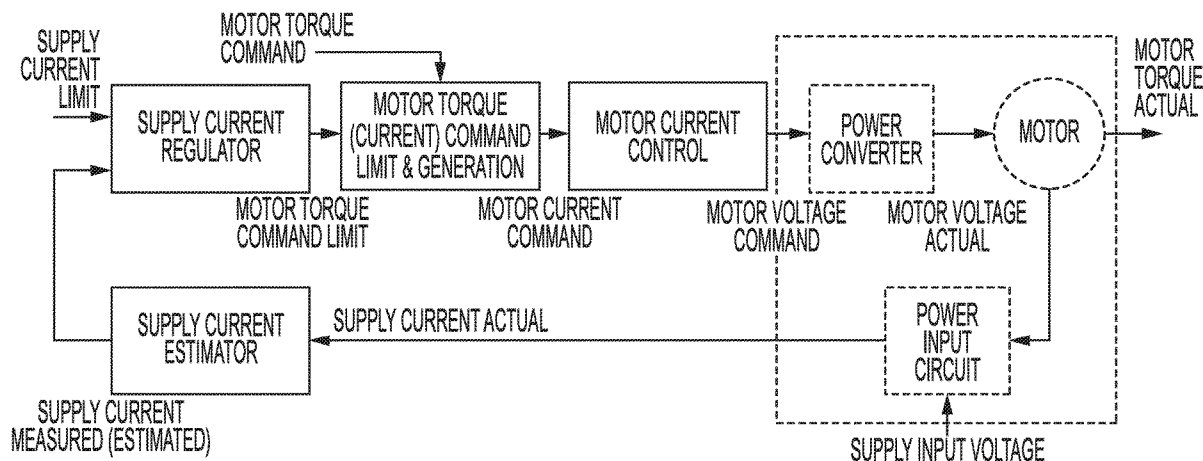 SUPPLY
CURRENT
LIMIT
MOTOR TORQUE
COMMAND
SUPPLY CURRENT
REGULATOR
MOTOR TORQUE
COMMAND LIMIT
MOTOR TORQUE
(CURRENT) COMMAND
LIMIT & GENERATION
MOTOR CURRENT
COMMAND
MOTOR CURRENT
CONTROL
MOTOR VOLTAGE
COMMAND
POWER
CONVERTER
MOTOR VOLTAGE
ACTUAL
MOTOR
MOTOR
TORQUE
ACTUAL
POWER
INPUT
CIRCUIT
SUPPLY INPUT VOLTAGE
SUPPLY CURRENT ACTUAL
SUPPLY CURRENT
ESTIMATOR
SUPPLY CURRENT
MEASURED (ESTIMATED)